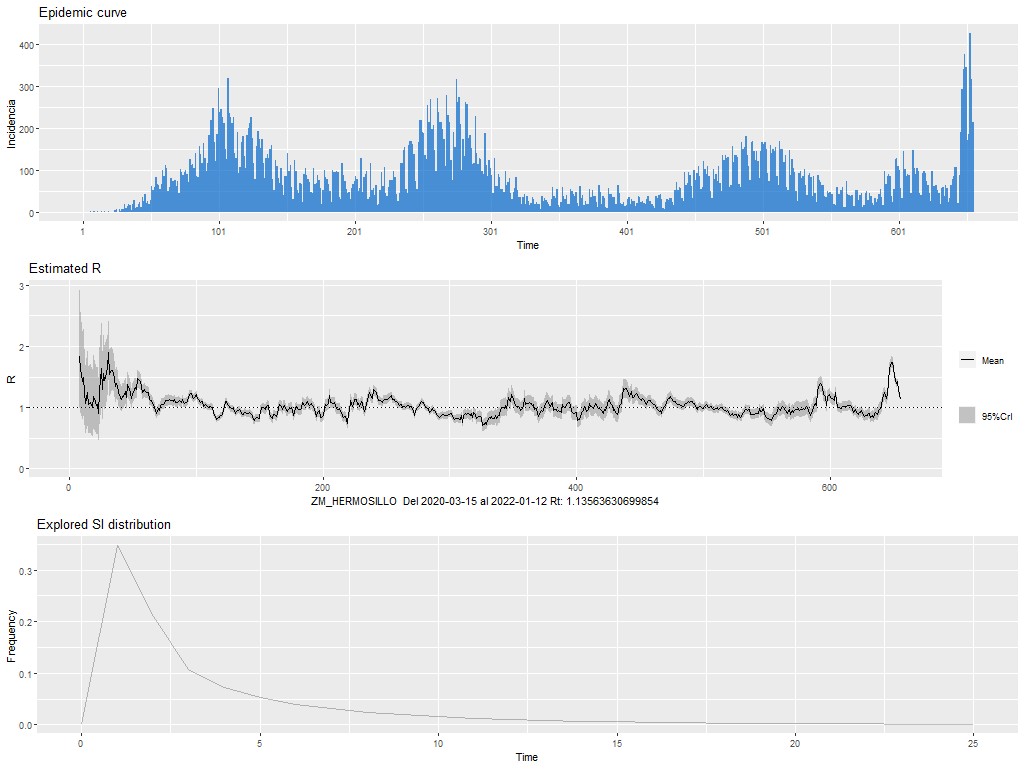 Epidemic curve
400
300
200
100
0
Incidencia
1 101 201 301 401 501 601
Time
Estimated R
3
2
1
0
R
0 200 400 600
ZM_HERMOSILLO Del 2020-03-15 al 2022-01-12 Rt: 1.13563630699854
Mean
95%CrI
Explored SI distribution
0.3
0.2
0.1
0.0
Frequency
0 5 10 15 20 25
Time